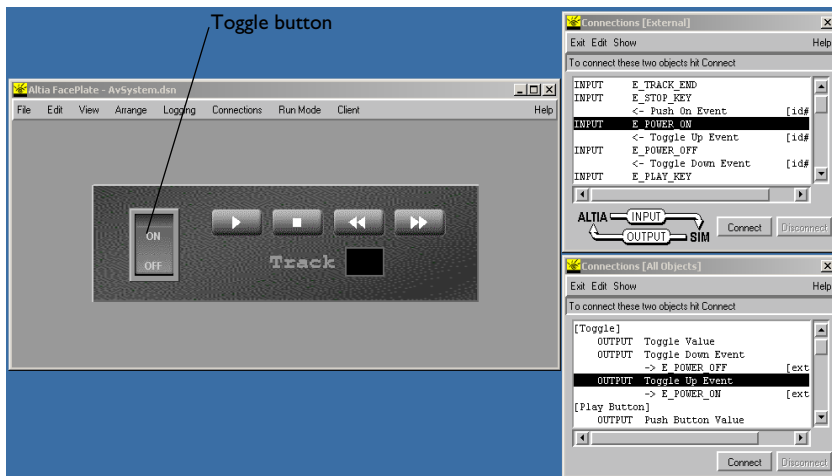 Toggle button
Altia FacePlate - AvSystem.dsn
File Edit View Arrange Logging Connections Run Mode Client Help
ON
OFF
Track
Connections [External]
Exit Edit Show Help
To connect these two objects hit Connect
INPUT E_TRACK_END
INPUT E_STOP_KEY
<- Push On Event [id#
INPUT E_POWER_ON
<- Toggle Up Event [id#
INPUT E_POWER_OFF
<- Toggle Down Event [id#
INPUT E_PLAY_KEY
ALTIA INPUT
OUTPUT SIM
Connect Disconnect
Connections [All Objects]
Exit Edit Show Help
To connect these two objects hit Connect
[Toggle]
OUTPUT Toggle Value
OUTPUT Toggle Down Event
-> E_POWER_OFF [ext
OUTPUT Toggle Up Event
-> E_POWER_ON [ext
[Play Button]
OUTPUT Push Button Value
Connect Disconnect